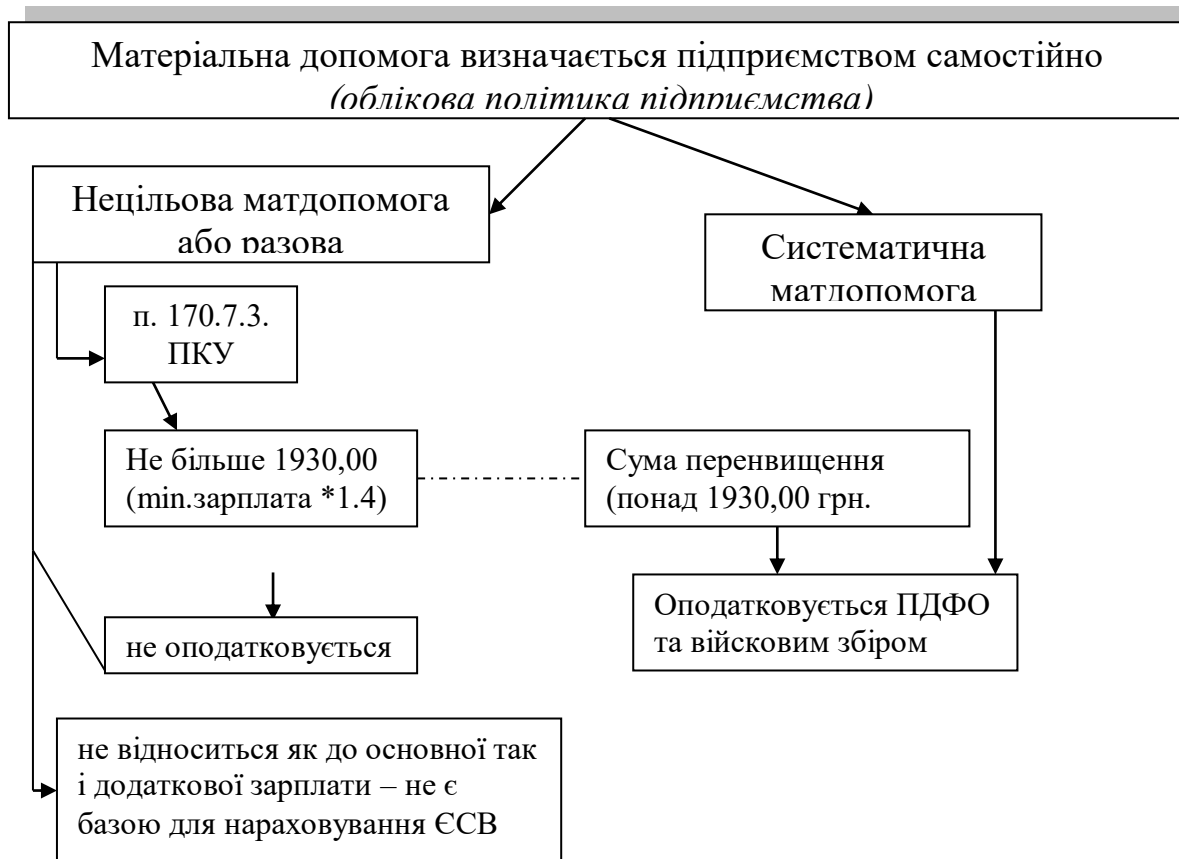 Матеріальна допомога визначається підприємством самостійно
(облікова політика підприємства)
Нецільова матдопомога
або разова
Систематична
матдопомога
п. 170.7.3.
ПКУ
Не більше 1930,00
(min.зарплата *1.4)
Сума перенвищення
(понад 1930,00 грн.
не оподатковується
Оподатковується ПДФО
та війсковим збіром
не відноситься як до основної так
і додаткової зарплати – не є
базою для нараховування ЄСВ